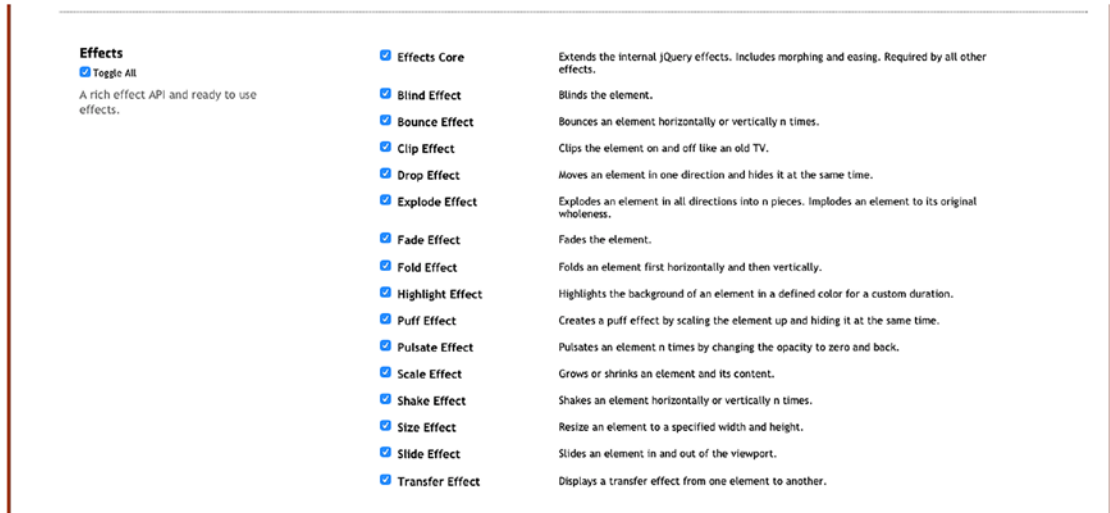 Effects
Toggle All
A rich effect API and ready to use
effects.
Effects Core
Extends the internal jQuery effects. Includes morphing and easing. Required by all other
effects.
Blind Effect
Blinds the element.
Bounce Effect
Bounces an element horizontally or vertically n times.
Clip Effect
Clips the element on and off like an old TV.
Drop Effect
Moves an element in one direction and hides it at the same time.
Explode Effect
Explodes an element in all directions into n pieces. Implodes an element to its original
wholeness.
Fade Effect
Fades the element.
Fold Effect
Folds an element first horizontally and then vertically.
Highlight Effect
Highlights the background of an element in a defined color for a custom duration.
Puff Effect
Creates a puff effect by scaling the element up and hiding it at the same time.
Pulsate Effect
Pulsates an element n times by changing the opacity to zero and back.
Scale Effect
Grows or shrinks an element and its content.
Shake Effect
Shakes an element horizontally or vertically n times.
Size Effect
Resize an element to a specified width and height.
Slide Effect
Slides an element in and out of the viewport.
Transfer Effect
Displays a transfer effect from one element to another.